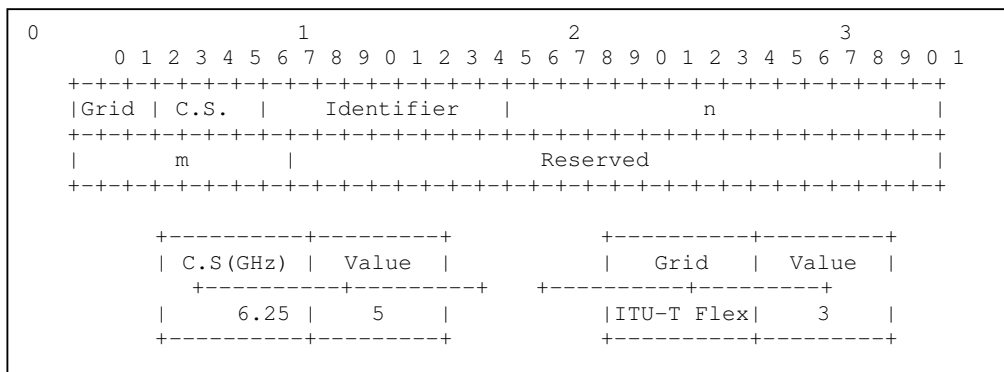 0                   1                   2                   3
      0 1 2 3 4 5 6 7 8 9 0 1 2 3 4 5 6 7 8 9 0 1 2 3 4 5 6 7 8 9 0 1
   +-+-+-+-+-+-+-+-+-+-+-+-+-+-+-+-+-+-+-+-+-+-+-+-+-+-+-+-+-+-+-+-+
   |Grid | C.S.  |    Identifier   |              n                |
   +-+-+-+-+-+-+-+-+-+-+-+-+-+-+-+-+-+-+-+-+-+-+-+-+-+-+-+-+-+-+-+-+
   |       m       |                  Reserved                     |
   +-+-+-+-+-+-+-+-+-+-+-+-+-+-+-+-+-+-+-+-+-+-+-+-+-+-+-+-+-+-+-+-+
         +----------+---------+           +----------+---------+
         | C.S(GHz) |  Value  |           |   Grid   |  Value  |
           +----------+---------+    +----------+---------+
         |     6.25 |    5    |           |ITU-T Flex|    3    |
         +----------+---------+           +----------+---------+